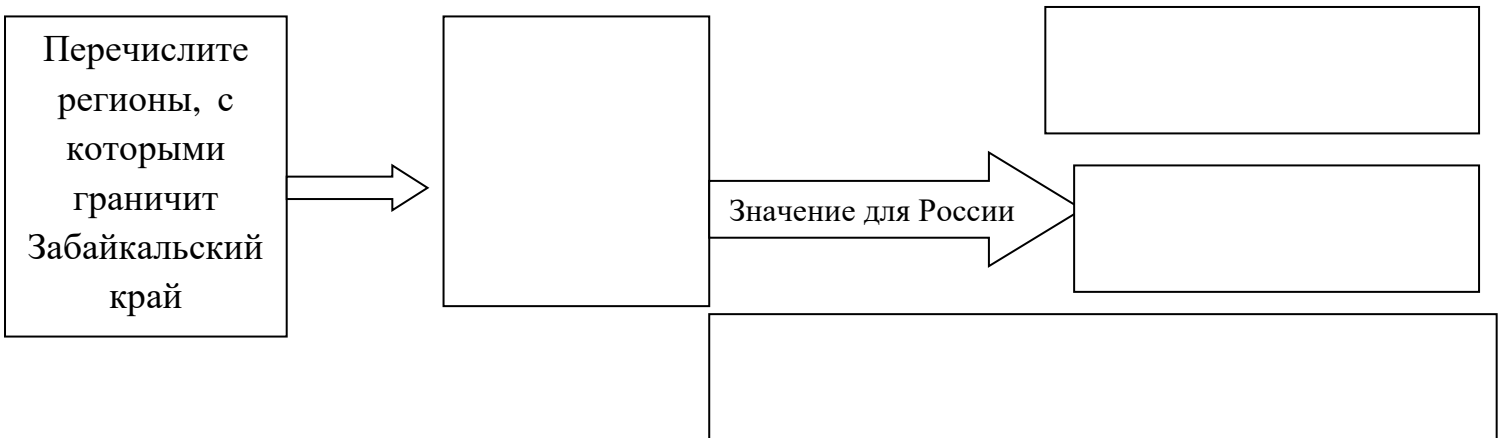 Перечислите
регионы, с
которыми
граничит
Забайкальский
край
Значение для России